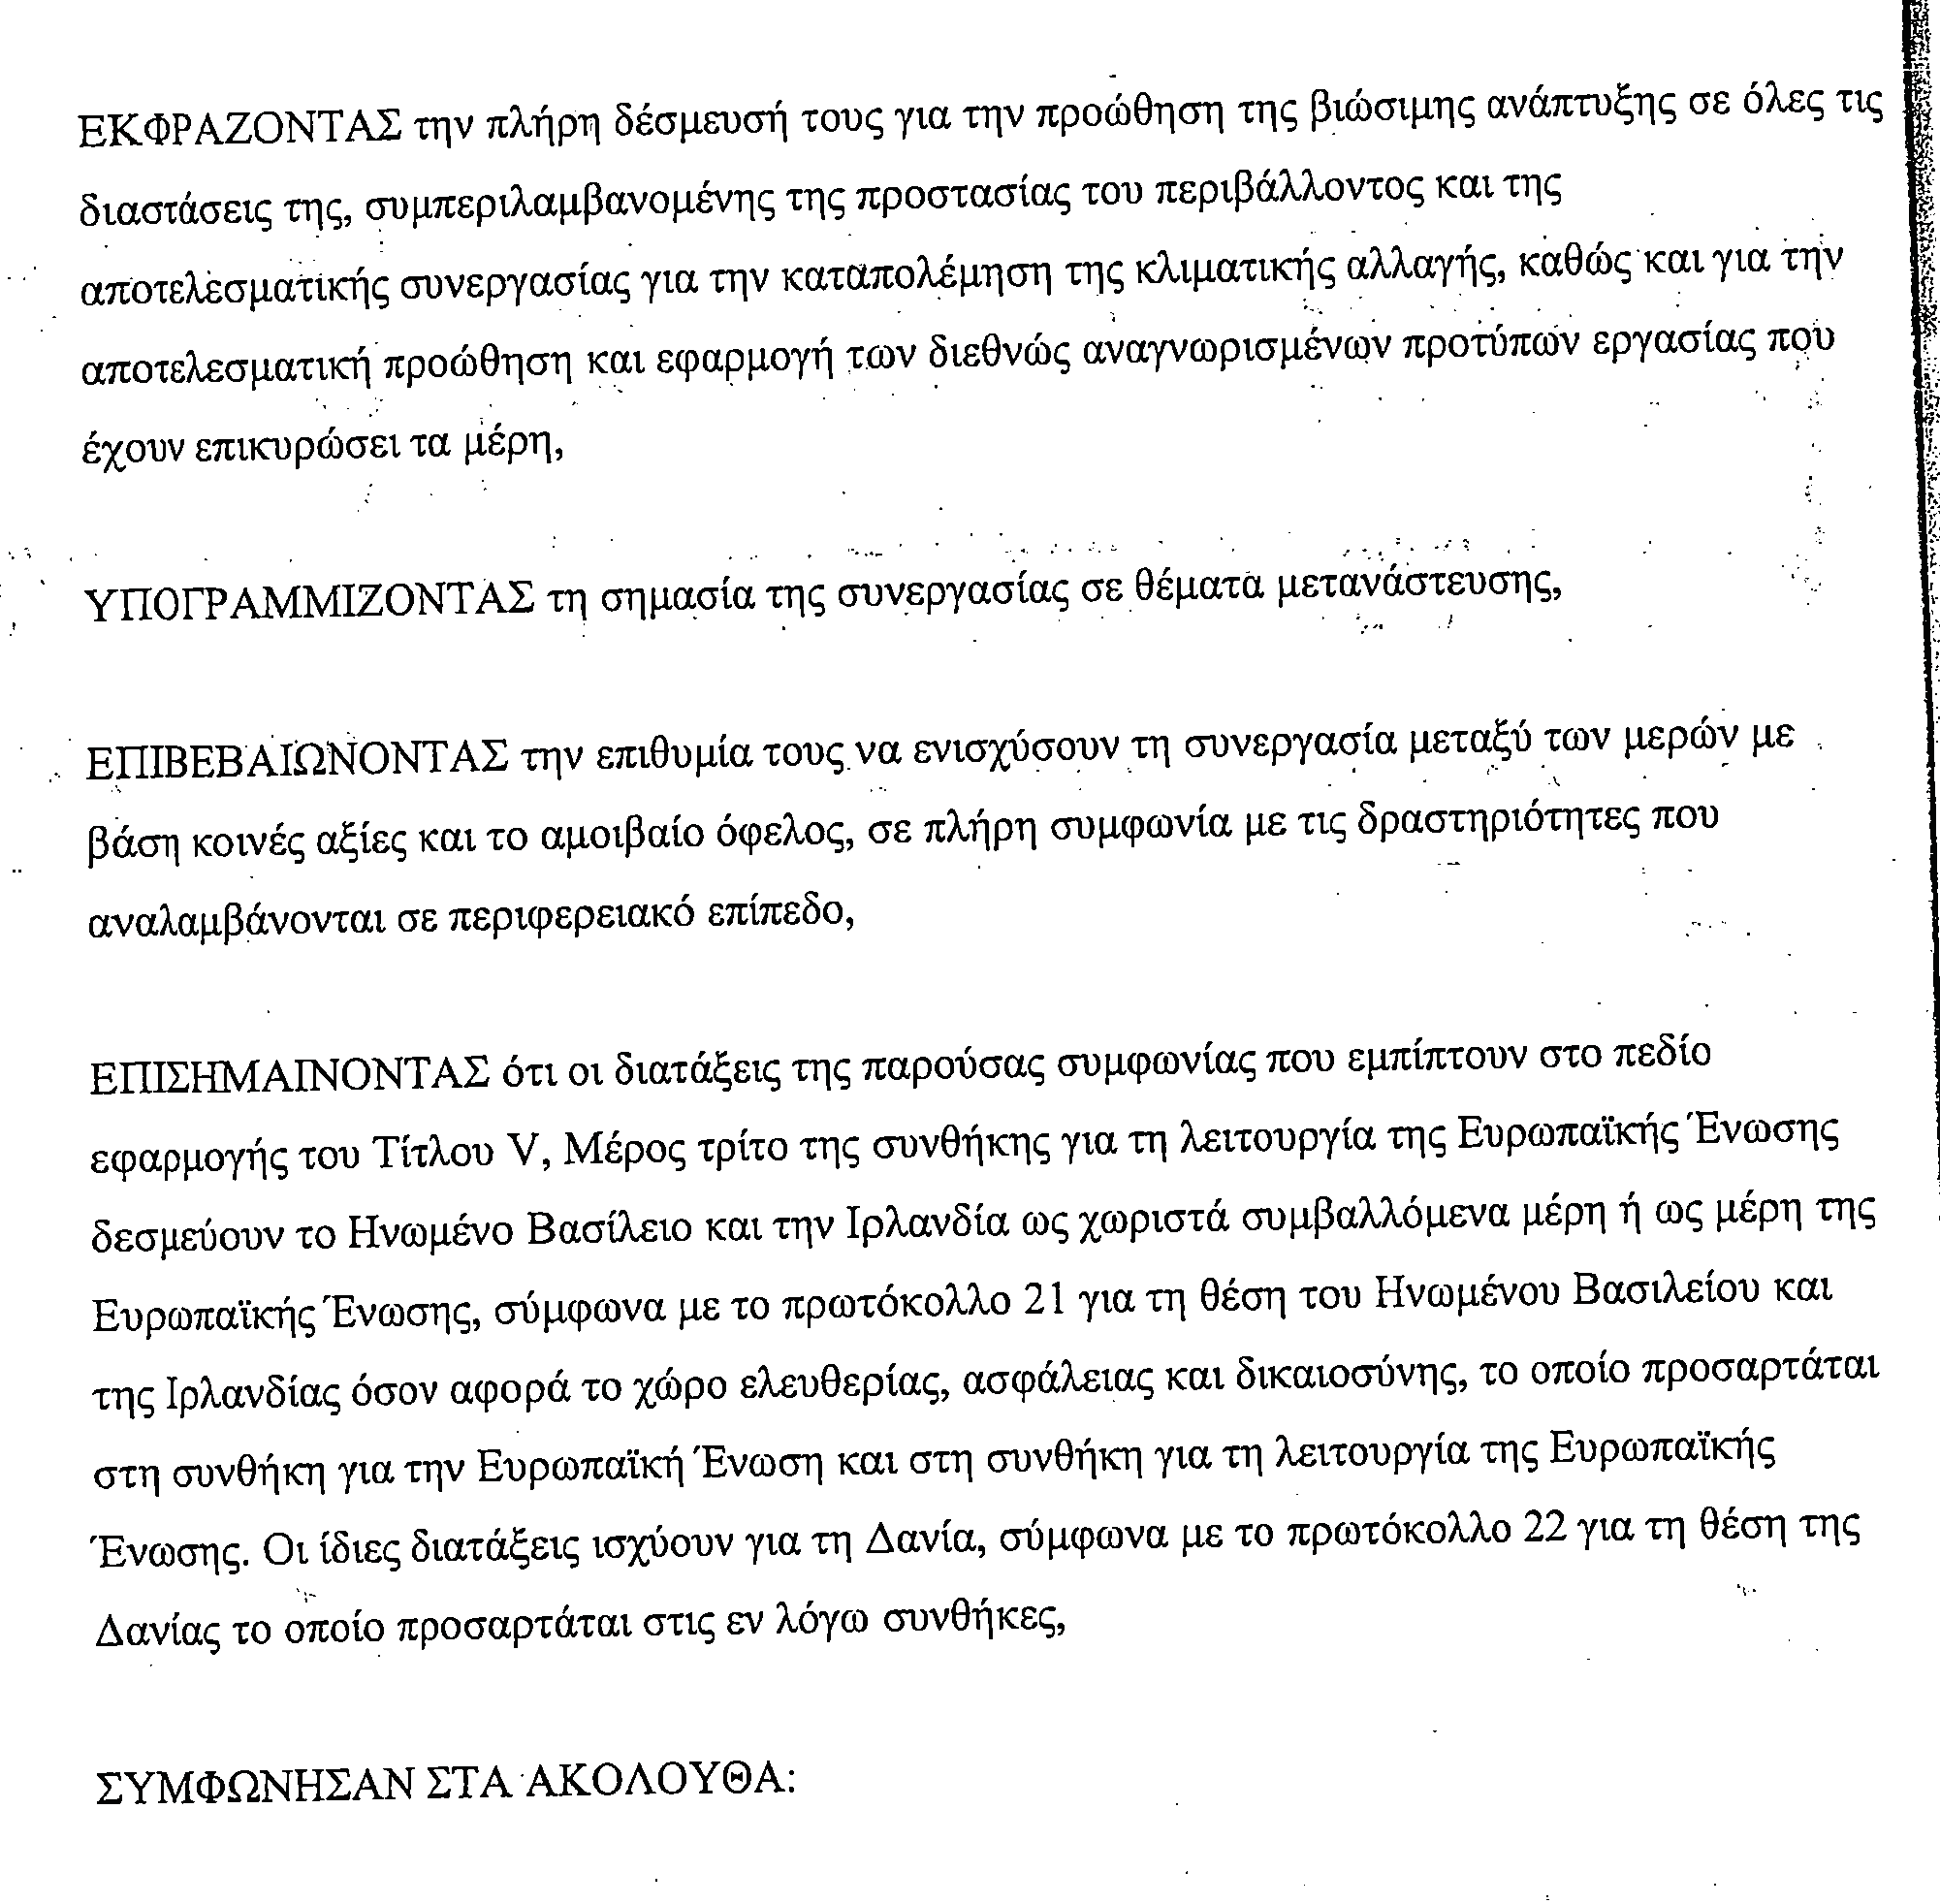 ΕΚΦΡΑΖΟΝΤΑΣ την πλήρη δέσμευσή τους για την προώθηση της βιώσιμης ανάπτυξης σε όλες τις
διαστάσεις της, συμπεριλαμβανομένης της προστασίας του περιβάλλοντος και της
αποτελεσματικής συνεργασίας για την καταπολέμηση της κλιματικής αλλαγής, καθώς και για την
αποτελεσματική προώθηση και εφαρμογή των διεθνώς αναγνωρισμένων προτύπων εργασίας που
έχουν επικυρώσει τα μέρη,
ΥΠΟΓΡΑΜΜΙΖΟΝΤΑΣ τη σημασία της συνεργασίας σε θέματα μετανάστευσης,
ΕΠΙΒΕΒΑΙΩΝΟΝΤΑΣ την επιθυμία τους να ενισχύσουν τη συνεργασία μεταξύ των μερών με
βάση κοινές αξίες και το αμοιβαίο όφελος, σε πλήρη συμφωνία με τις δραστηριότητες που
αναλαμβάνονται σε περιφερειακό επίπεδο,
ΕΠΙΣΗΜΑΙΝΟΝΤΑΣ ότι οι διατάξεις της παρούσας συμφωνίας που εμπίπτουν στο πεδίο
εφαρμογής του Τίτλου V, Μέρος τρίτο της συνθήκης για τη λειτουργία της Ευρωπαϊκής Ένωσης
δεσμεύουν το Ηνωμένο Βασίλειο και την Ιρλανδία ως χωριστά συμβαλλόμενα μέρη ή ως μέρη της
Ευρωπαϊκής Ένωσης, σύμφωνα με το πρωτόκολλο 21 για τη θέση του Ηνωμένου Βασιλείου και
της Ιρλανδίας όσον αφορά το χώρο ελευθερίας, ασφάλειας και δικαιοσύνης, το οποίο προσαρτάται
στη συνθήκη για την Ευρωπαϊκή Ένωση και στη συνθήκη για τη λειτουργία της Ευρωπαϊκής
Ένωσης. Οι ίδιες διατάξεις ισχύουν για τη Δανία, σύμφωνα με το πρωτόκολλο 22 για τη θέση της
Δανίας το οποίο προσαρτάται στις εν λόγω συνθήκες,
ΣΥΜΦΩΝΗΣΑΝ ΣΤΑ ΑΚΟΛΟΥΘΑ: